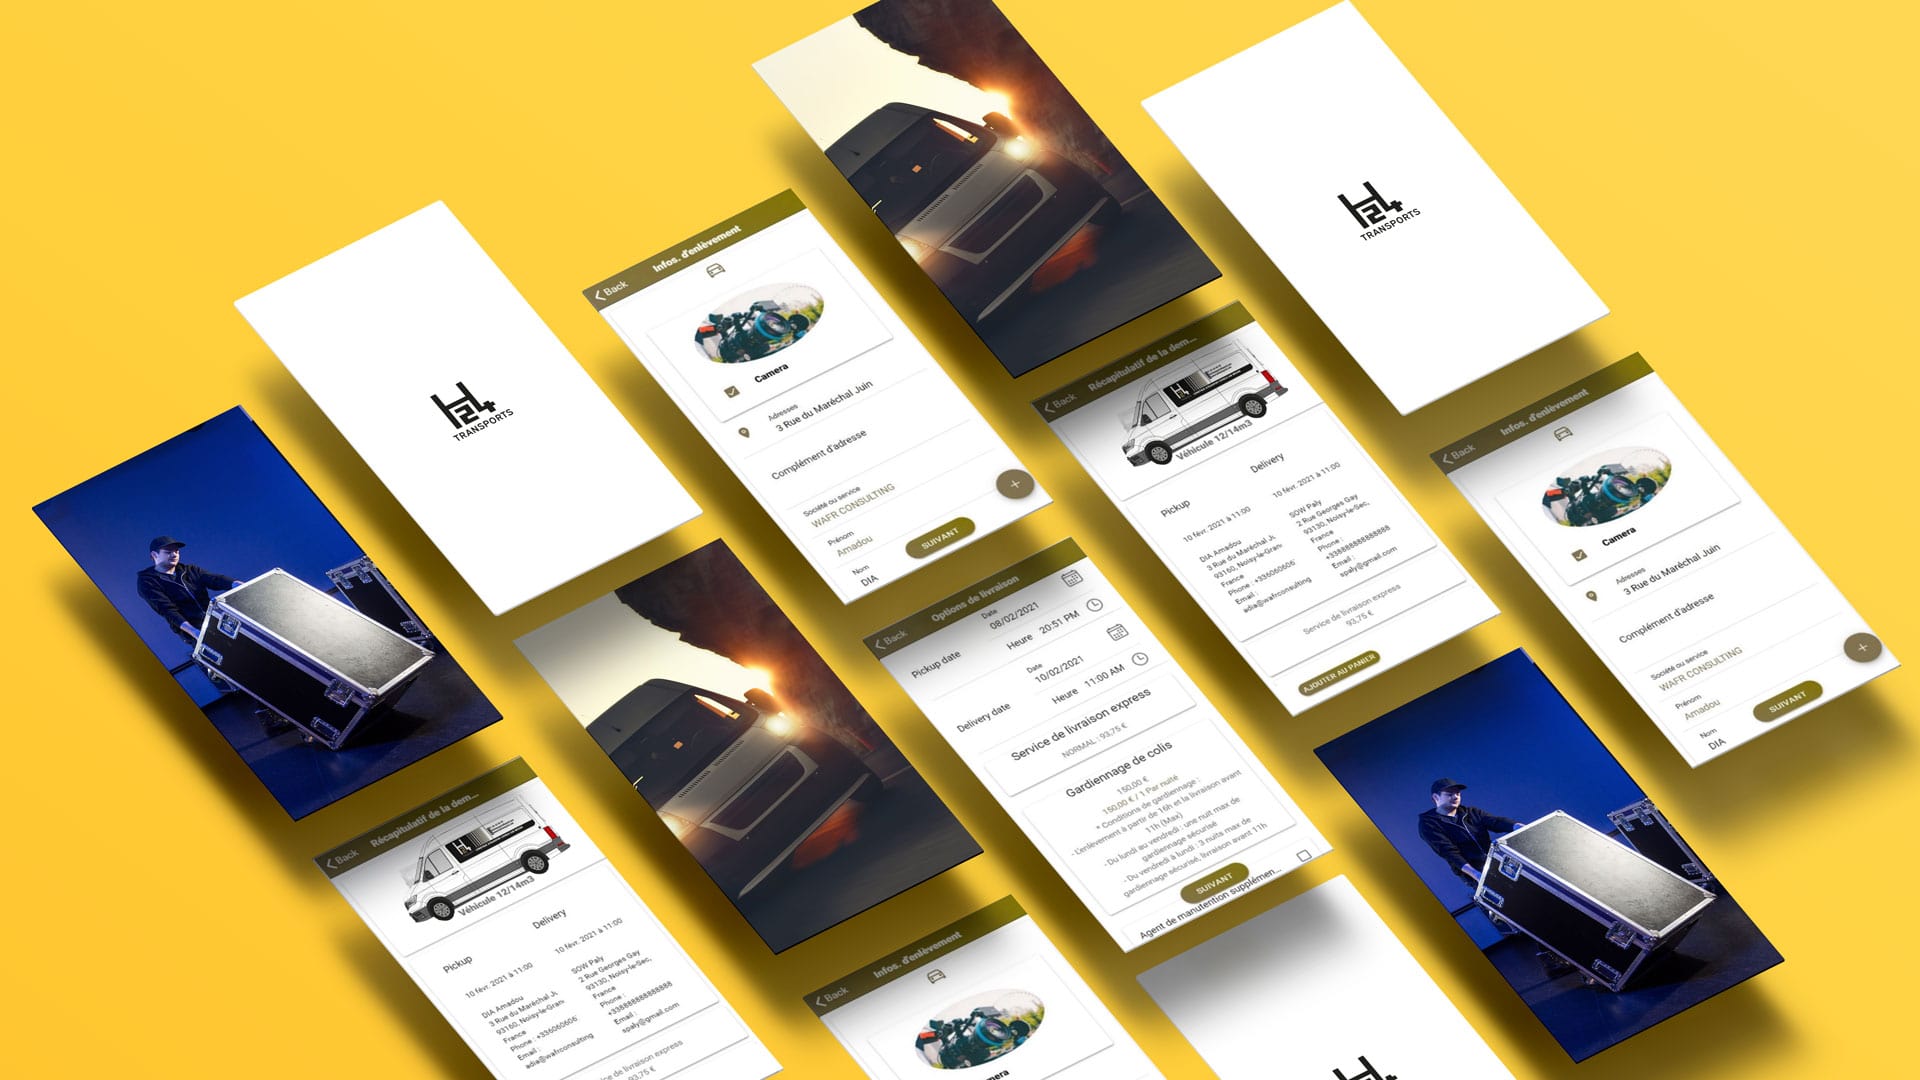 H24
TRANSPORTS
H24
TRANSPORTS
Back
Infos. d'enlèvement
Camera
Adresses
3 Rue du Maréchal Juin
Complément d'adresse
Société ou service
WAFR CONSULTING
Prénom
Amadou
Nom
DIA
+
SUIVANT
Back
Récapitulatif de la dem...
H24
Véhicule 12/14m3
Pickup
Delivery
10 févr. 2021 à 11:00
10 févr. 2021 à 11:00
DIA Amadou
3 Rue du Maréchal Ju
93160, Noisy-le-Gran
France
Phone : +336060606
Email :
adia@wafrconsulting
SOW Paly
2 Rue Georges Gay
93130, Noisy-le-Sec,
France
Phone :
+33888888888888
Email :
spaly@gmail.com
Service de livraison express
93,75 €
AJOUTER AU PANIER
Back
Infos. d'enlèvement
Camera
Adresses
3 Rue du Maréchal Juin
Complément d'adresse
Société ou service
WAFR CONSULTING
Prénom
Amadou
Nom
DIA
+
SUIVANT
Back
Options de livraison
Pickup date
Date
08/02/2021
Heure 20:51 PM
Delivery date
Date
10/02/2021
Heure 11:00 AM
Service de livraison express
NORMAL : 93,75 €
Gardiennage de colis
150,00 €
150,00 € / 1 Par nuité
* Conditions de gardiennage :
- L'enlèvement à partir de 16h et la livraison avant
11h (Max)
- Du lundi au vendredi : une nuit max de
gardiennage sécurisé
- Du vendredi à lundi : 3 nuits max de
gardiennage sécurisé, livraison avant 11h
SUIVANT
Agent de manutention supplémen...
Back
Récapitulatif de la dem...
H24
Véhicule 12/14m3
Pickup
Delivery
10 févr. 2021 à 11:00
10 févr. 2021 à 11:00
DIA Amadou
3 Rue du Maréchal Ju
93160, Noisy-le-Gran
France
Phone : +336060606
Email :
adia@wafrconsulting
SOW Paly
2 Rue Georges Gay
93130, Noisy-le-Sec,
France
Phone :
+33888888888888
Email :
spaly@gmail.com
ce de livraison express
93,75 €
Back
Infos. d'enlèvement
mera
H24